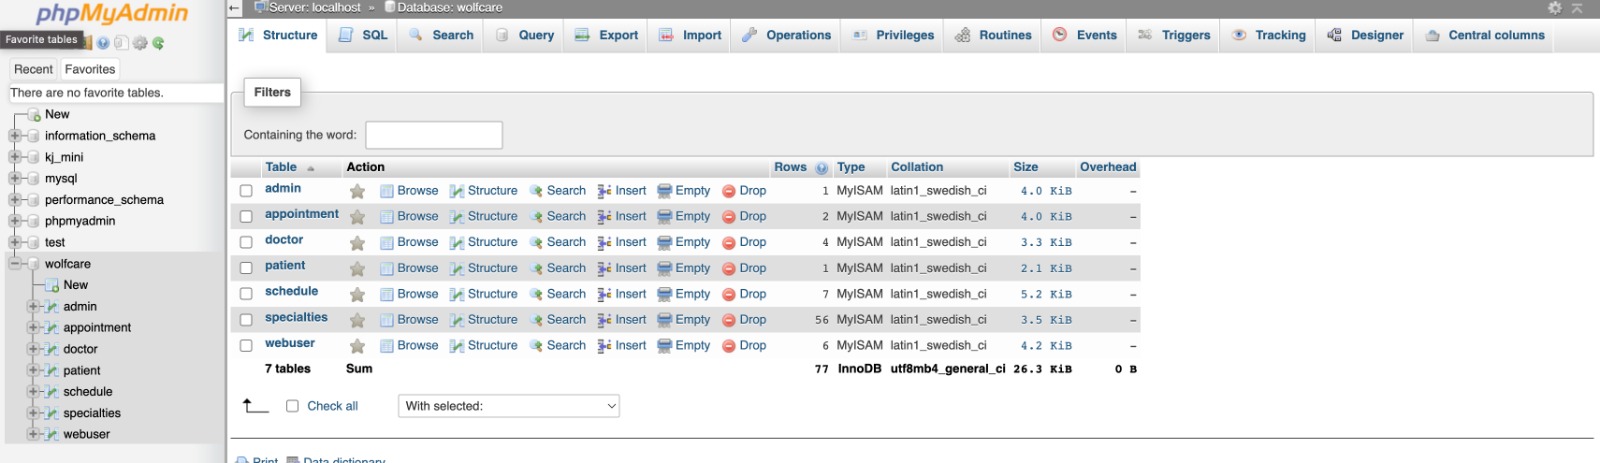 phpMyAdmin
Favorite tables
Recent Favorites
There are no favorite tables.
New
information_schema
kj_mini
mysql
performance_schema
phpmyadmin
test
wolfcare
New
admin
appointment
doctor
patient
schedule
specialties
webuser
Server: localhost » Database: wolfcare
Structure SQL Search Query Export Import Operations Privileges Routines Events Triggers Tracking Designer Central columns
Filters
Containing the word:
Table Action Rows Type Collation Size Overhead
admin Browse Structure Search Insert Empty Drop 1 MyISAM latin1_swedish_ci 4.0 KiB –
appointment Browse Structure Search Insert Empty Drop 2 MyISAM latin1_swedish_ci 4.0 KiB –
doctor Browse Structure Search Insert Empty Drop 4 MyISAM latin1_swedish_ci 3.3 KiB –
patient Browse Structure Search Insert Empty Drop 1 MyISAM latin1_swedish_ci 2.1 KiB –
schedule Browse Structure Search Insert Empty Drop 7 MyISAM latin1_swedish_ci 5.2 KiB –
specialties Browse Structure Search Insert Empty Drop 56 MyISAM latin1_swedish_ci 3.5 KiB –
webuser Browse Structure Search Insert Empty Drop 6 MyISAM latin1_swedish_ci 4.2 KiB –
7 tables Sum 77 InnoDB utf8mb4_general_ci 26.3 KiB 0 B
Check all With selected:
Print Data dictionary